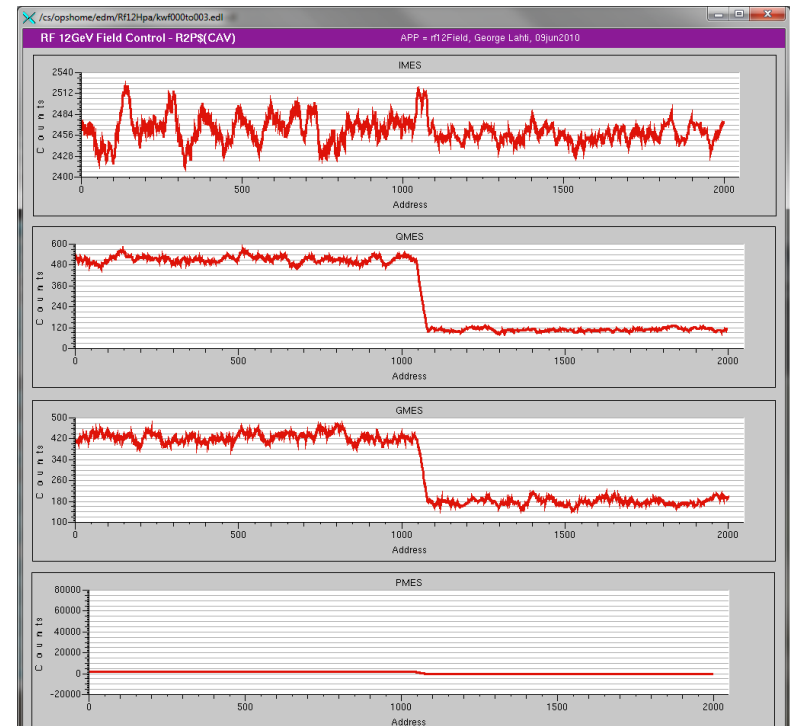 /cs/opshome/edm/Rf12Hpa/kwf000to003.edl
RF 12GeV Field Control - R2P$(CAV) APP = rf12Field, George Lahti, 09jun2010
IMES
Counts
2540
2512
2484
2456
2428
2400
0 500 1000 1500 2000
Address
QMES
Counts
600
480
360
240
120
0
0 500 1000 1500 2000
Address
GMES
Counts
500
420
340
260
180
100
0 500 1000 1500 2000
Address
PMES
Counts
80000
60000
40000
20000
0
-20000
0 500 1000 1500 2000
Address